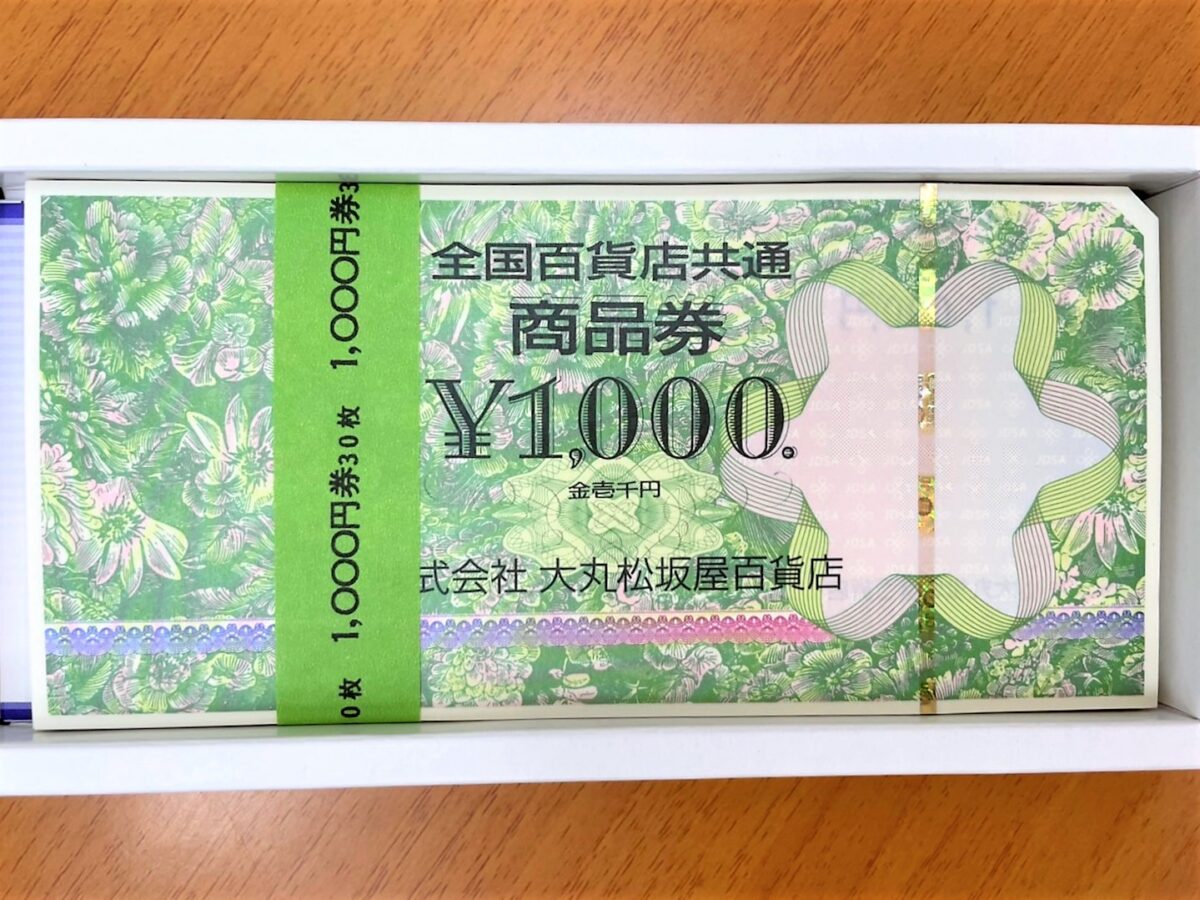 全国百貨店共通
商品券
¥1,000.
金壱千円
式会社 大丸松坂屋百貨店
0枚 1,000円券30枚 1,000円券3